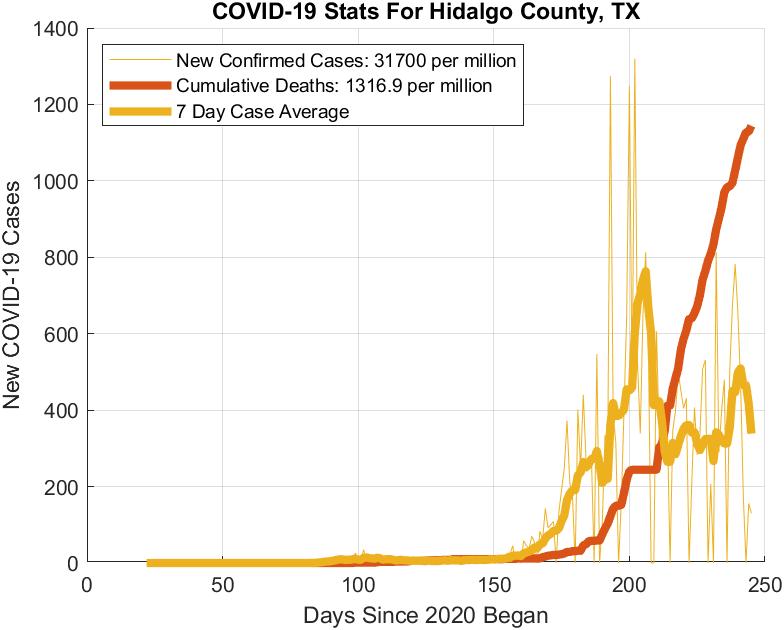 COVID-19 Stats For Hidalgo County, TX
1400
1200
1000
800
600
400
200
0
New COVID-19 Cases
New Confirmed Cases: 31700 per million
Cumulative Deaths: 1316.9 per million
7 Day Case Average
0 50 100 150 200 250
Days Since 2020 Began